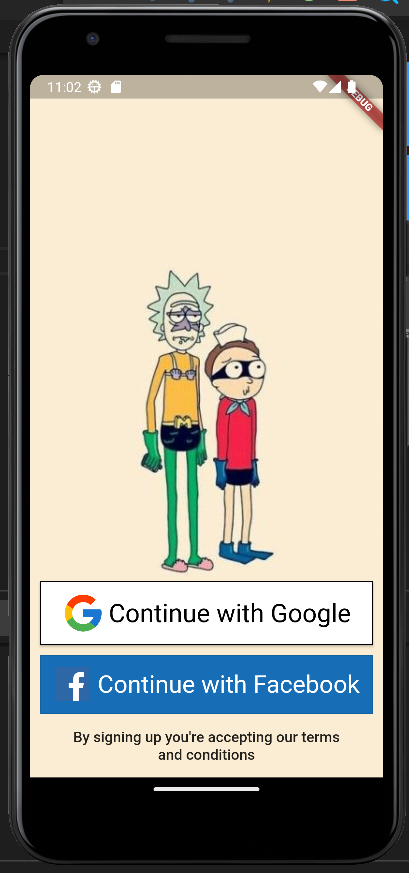 11:02
DEBUG
M
Continue with Google
Continue with Facebook
By signing up you're accepting our terms
and conditions